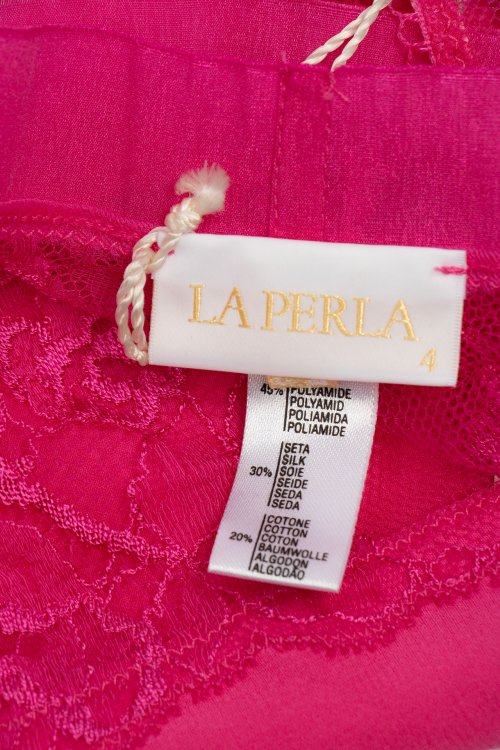 LA PERLA
4
45% POLYAMIDE
POLYAMID
POLIAMIDA
POLIAMIDE
SETA
SILK
30% SOIE
SEIDE
SEDA
SEDA
COTONE
COTTON
20% COTON
BAUMWOLLE
ALGODON
ALGODÃO